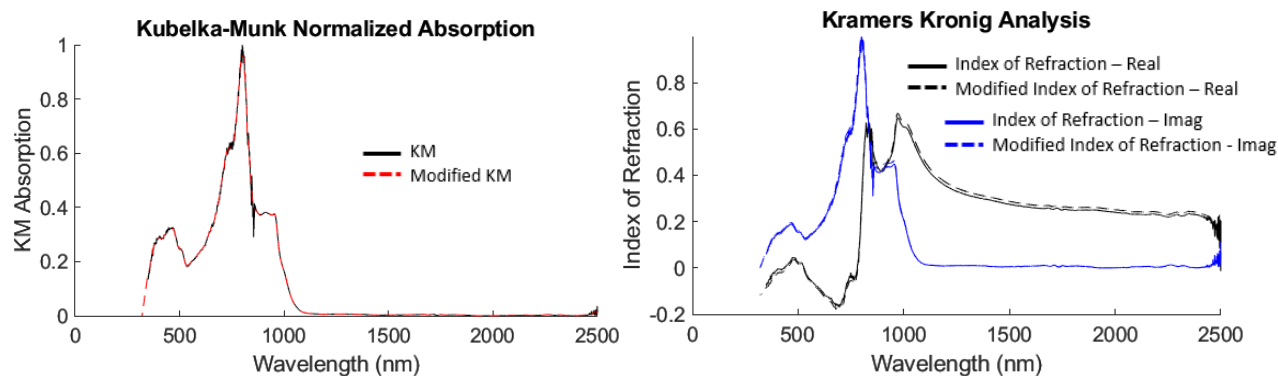 Kubelka-Munk Normalized Absorption
1
0.8
0.6
0.4
0.2
0
KM Absorption
KM
Modified KM
0
500
1000
1500
2000
2500
Wavelength (nm)
Kramers Kronig Analysis
0.8
0.6
0.4
0.2
0
-0.2
Index of Refraction
Index of Refraction – Real
Modified Index of Refraction – Real
Index of Refraction – Imag
Modified Index of Refraction - Imag
0
500
1000
1500
2000
2500
Wavelength (nm)